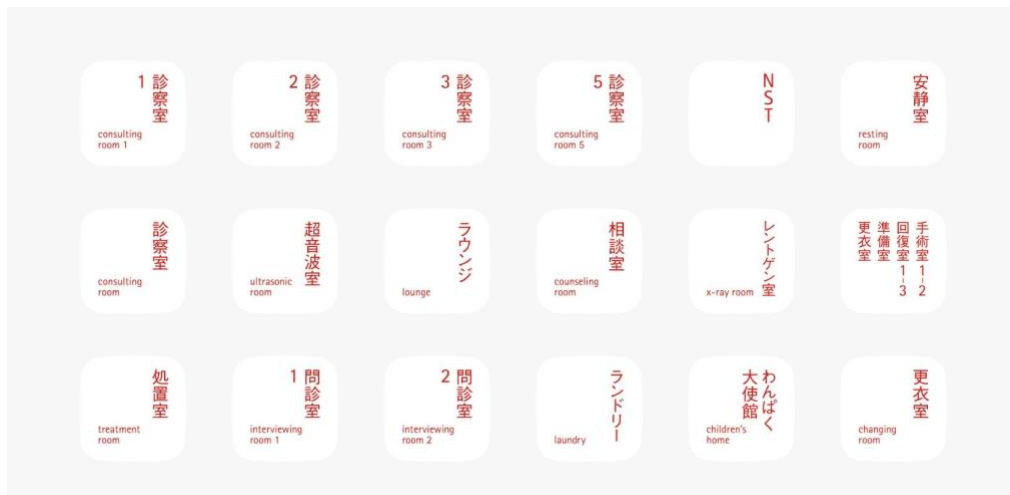 診察室
1
consulting
room 1
診察室
2
consulting
room 2
診察室
3
consulting
room 3
診察室
5
consulting
room 5
NST
安静室
resting
room
診察室
consulting
room
超音波室
ultrasonic
room
ラウンジ
lounge
相談室
counseling
room
レントゲン室
x-ray room
手術室1-2
回復室1-3
準備室
更衣室
処置室
treatment
room
問診室
1
interviewing
room 1
問診室
2
interviewing
room 2
ランドリー
laundry
わんぱく
大使館
children's
home
更衣室
changing
room